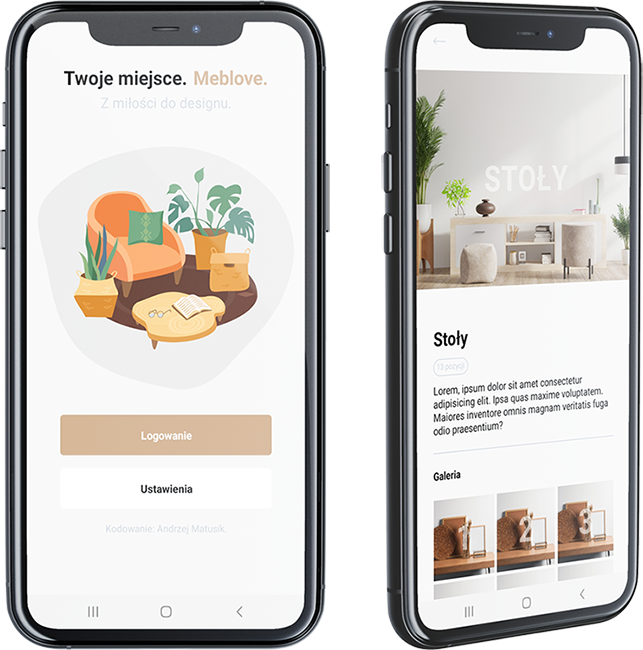 Twoje miejsce. Meblove.
Z miłości do designu.
Logowanie
Ustawienia
Kodowanie: Andrzej Matusik.
STOŁY
Stoły
13 pozycji
Lorem, ipsum dolor sit amet consectetur
adipisicing elit. Ipsa quas maxime voluptatem.
Maiores inventore omnis magnam veritatis fuga
odio praesentium?
Galeria
1
2
3